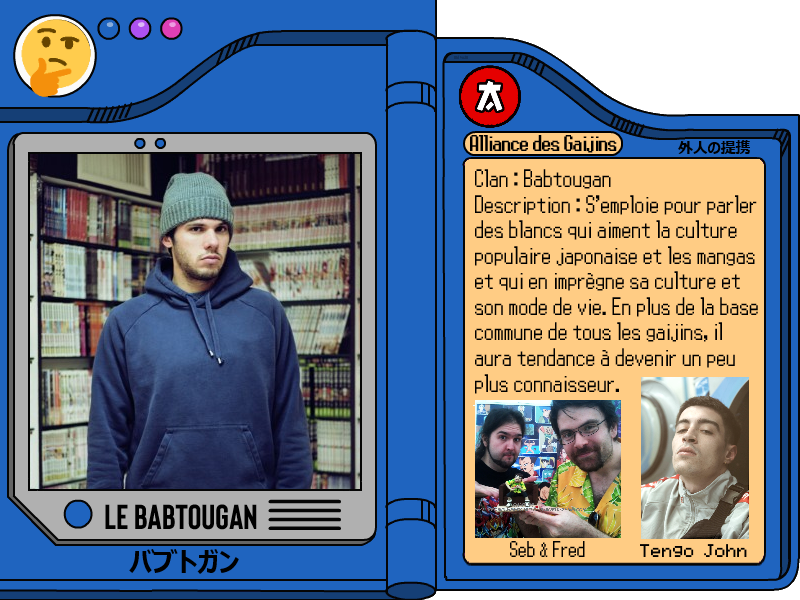 LE BABTOUGAN
バブトガン
Alliance des Gaijins
外人の提携
Clan : Babtougan
Description : S'emploie pour parler
des blancs qui aiment la culture
populaire japonaise et les mangas
et qui en imprègne sa culture et
son mode de vie. En plus de la base
commune de tous les gaijins, il
aura tendance à devenir un peu
plus connaisseur.
Seb & Fred
Tengo John